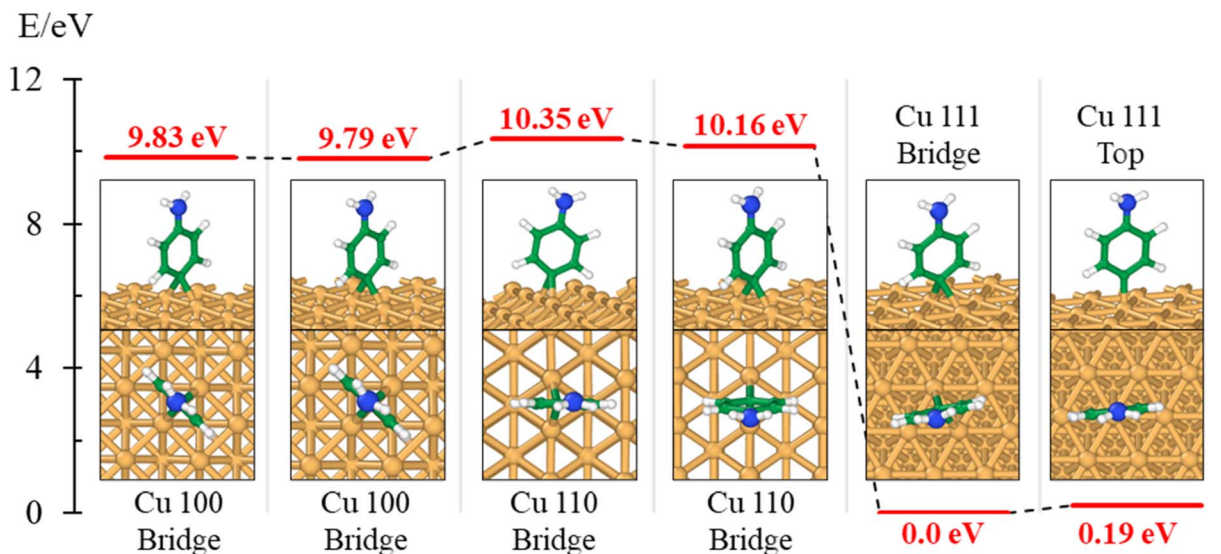 E/eV
12
8
4
0
9.83 eV
9.79 eV
10.35 eV
10.16 eV
Cu 111
Bridge
Cu 111
Top
Cu 100
Bridge
Cu 100
Bridge
Cu 110
Bridge
Cu 110
Bridge
0.0 eV
0.19 eV